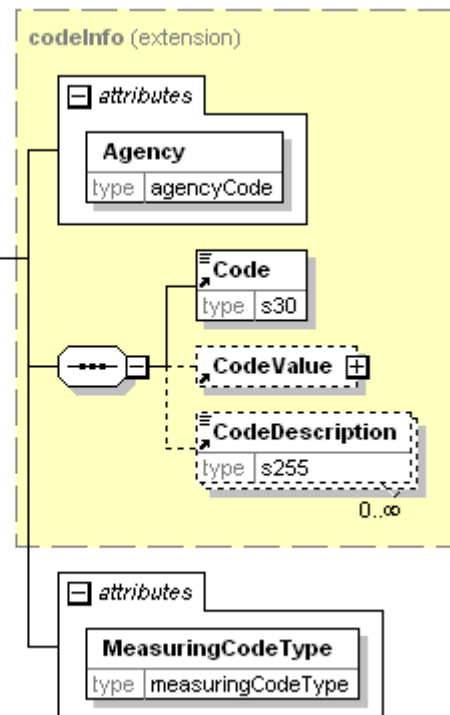 codeInfo (extension)
attributes
Agency
type agencyCode
Code
type s30
CodeValue
CodeDescription
type s255
0..∞
attributes
MeasuringCodeType
type measuringCodeType